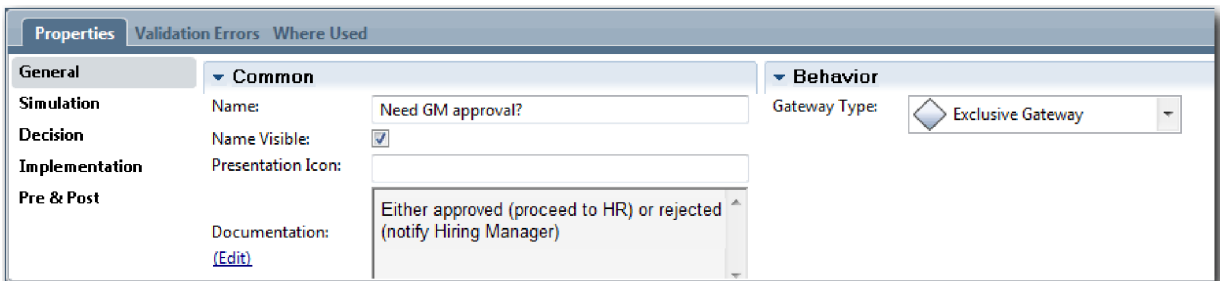 Properties Validation Errors Where Used
General
Simulation
Decision
Implementation
Pre & Post
Common
Name: Need GM approval?
Name Visible:
Presentation Icon:
Documentation:
(Edit)
Either approved (proceed to HR) or rejected
(notify Hiring Manager)
Behavior
Gateway Type: Exclusive Gateway